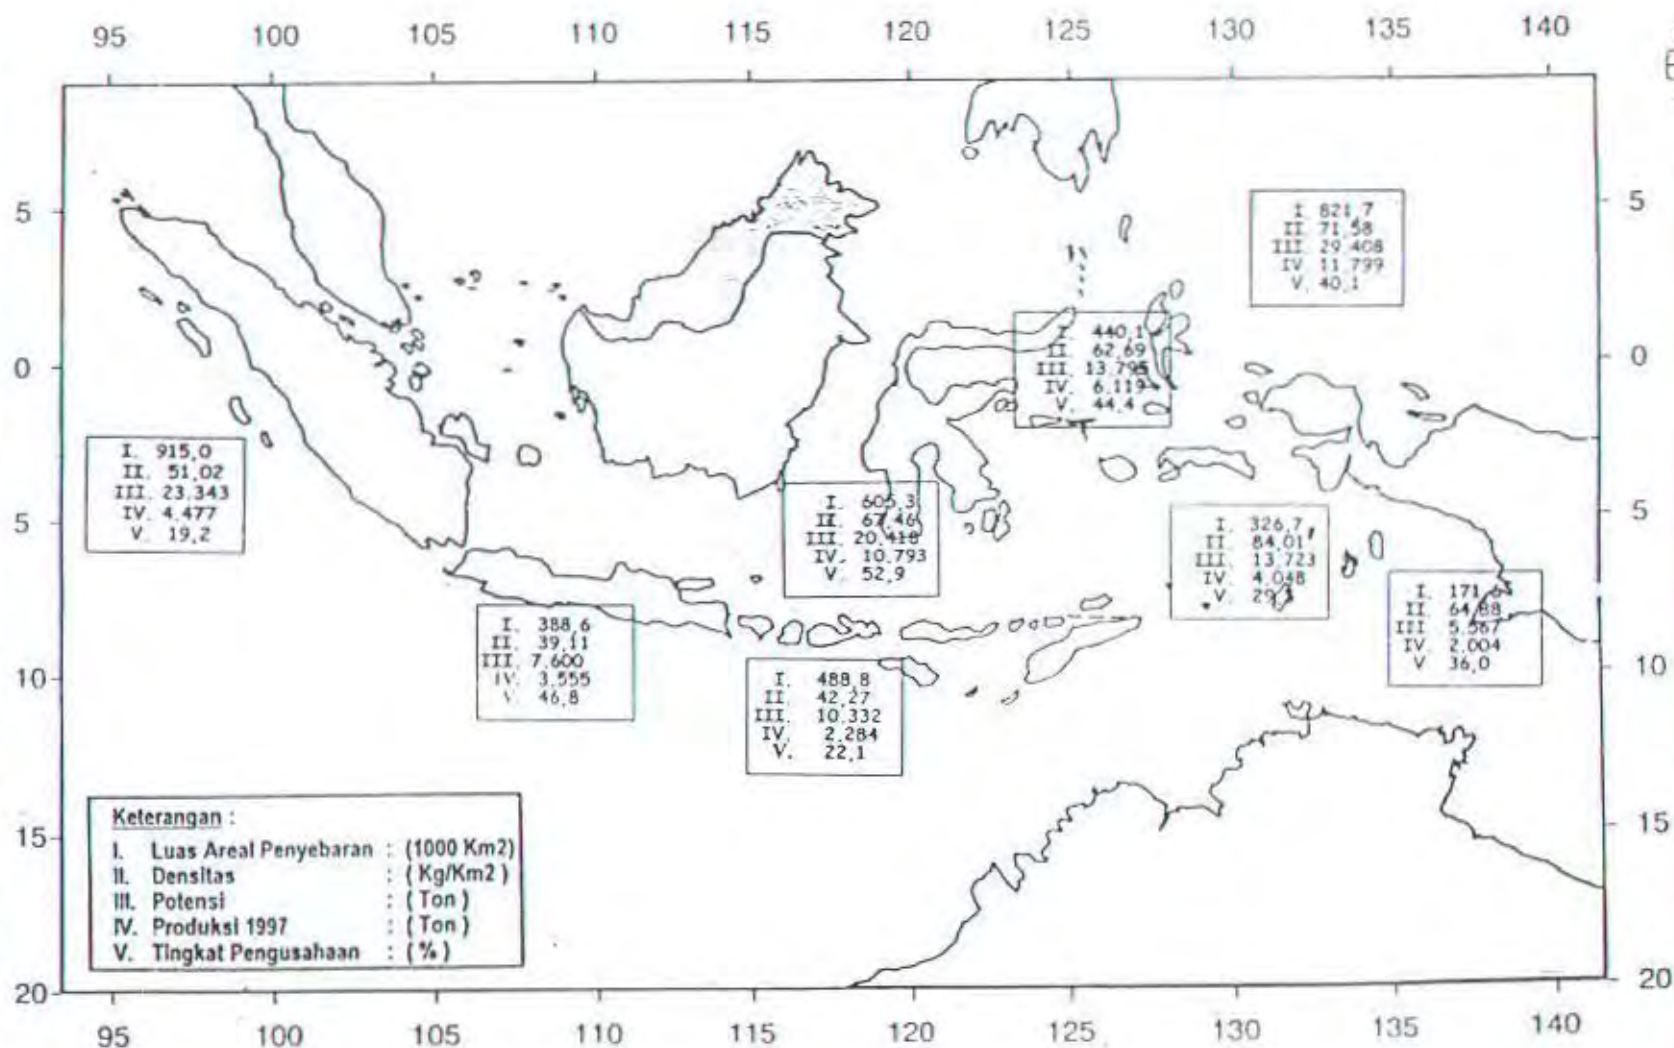 95 100 105 110 115 120 125 130 135 140
5 5
0 0
5 5
10 10
15 15
20 20
95 100 105 110 115 120 125 130 135 140
I 821,7
II 71,58
III 29.408
IV 11.799
V. 40,1
I. 440,1
II. 62,69
III. 13.795
IV. 6.119
V. 44,4
I. 915,0
II. 51,02
III. 23.343
IV. 4.477
V. 19,2
I. 605,3
II. 67,46
III. 20.418
IV. 10.793
V. 52,9
I. 326,7
II. 84,01
III. 13.723
IV. 4.048
V.
I. 171,6
II. 64,88
III. 5.567
IV. 2.004
V 36,0
I. 388,6
II. 39,11
III. 7.600
IV. 3.555
V. 46,8
I. 488,8
II. 42,27
III. 10.332
IV. 2.284
V. 22,1
Keterangan :
I. Luas Areal Penyebaran : (1000 Km2)
II. Densitas : ( Kg/Km2 )
III. Potensi : ( Ton )
IV. Produksi 1997 : ( Ton )
V. Tingkat Pengusahaan : ( % )